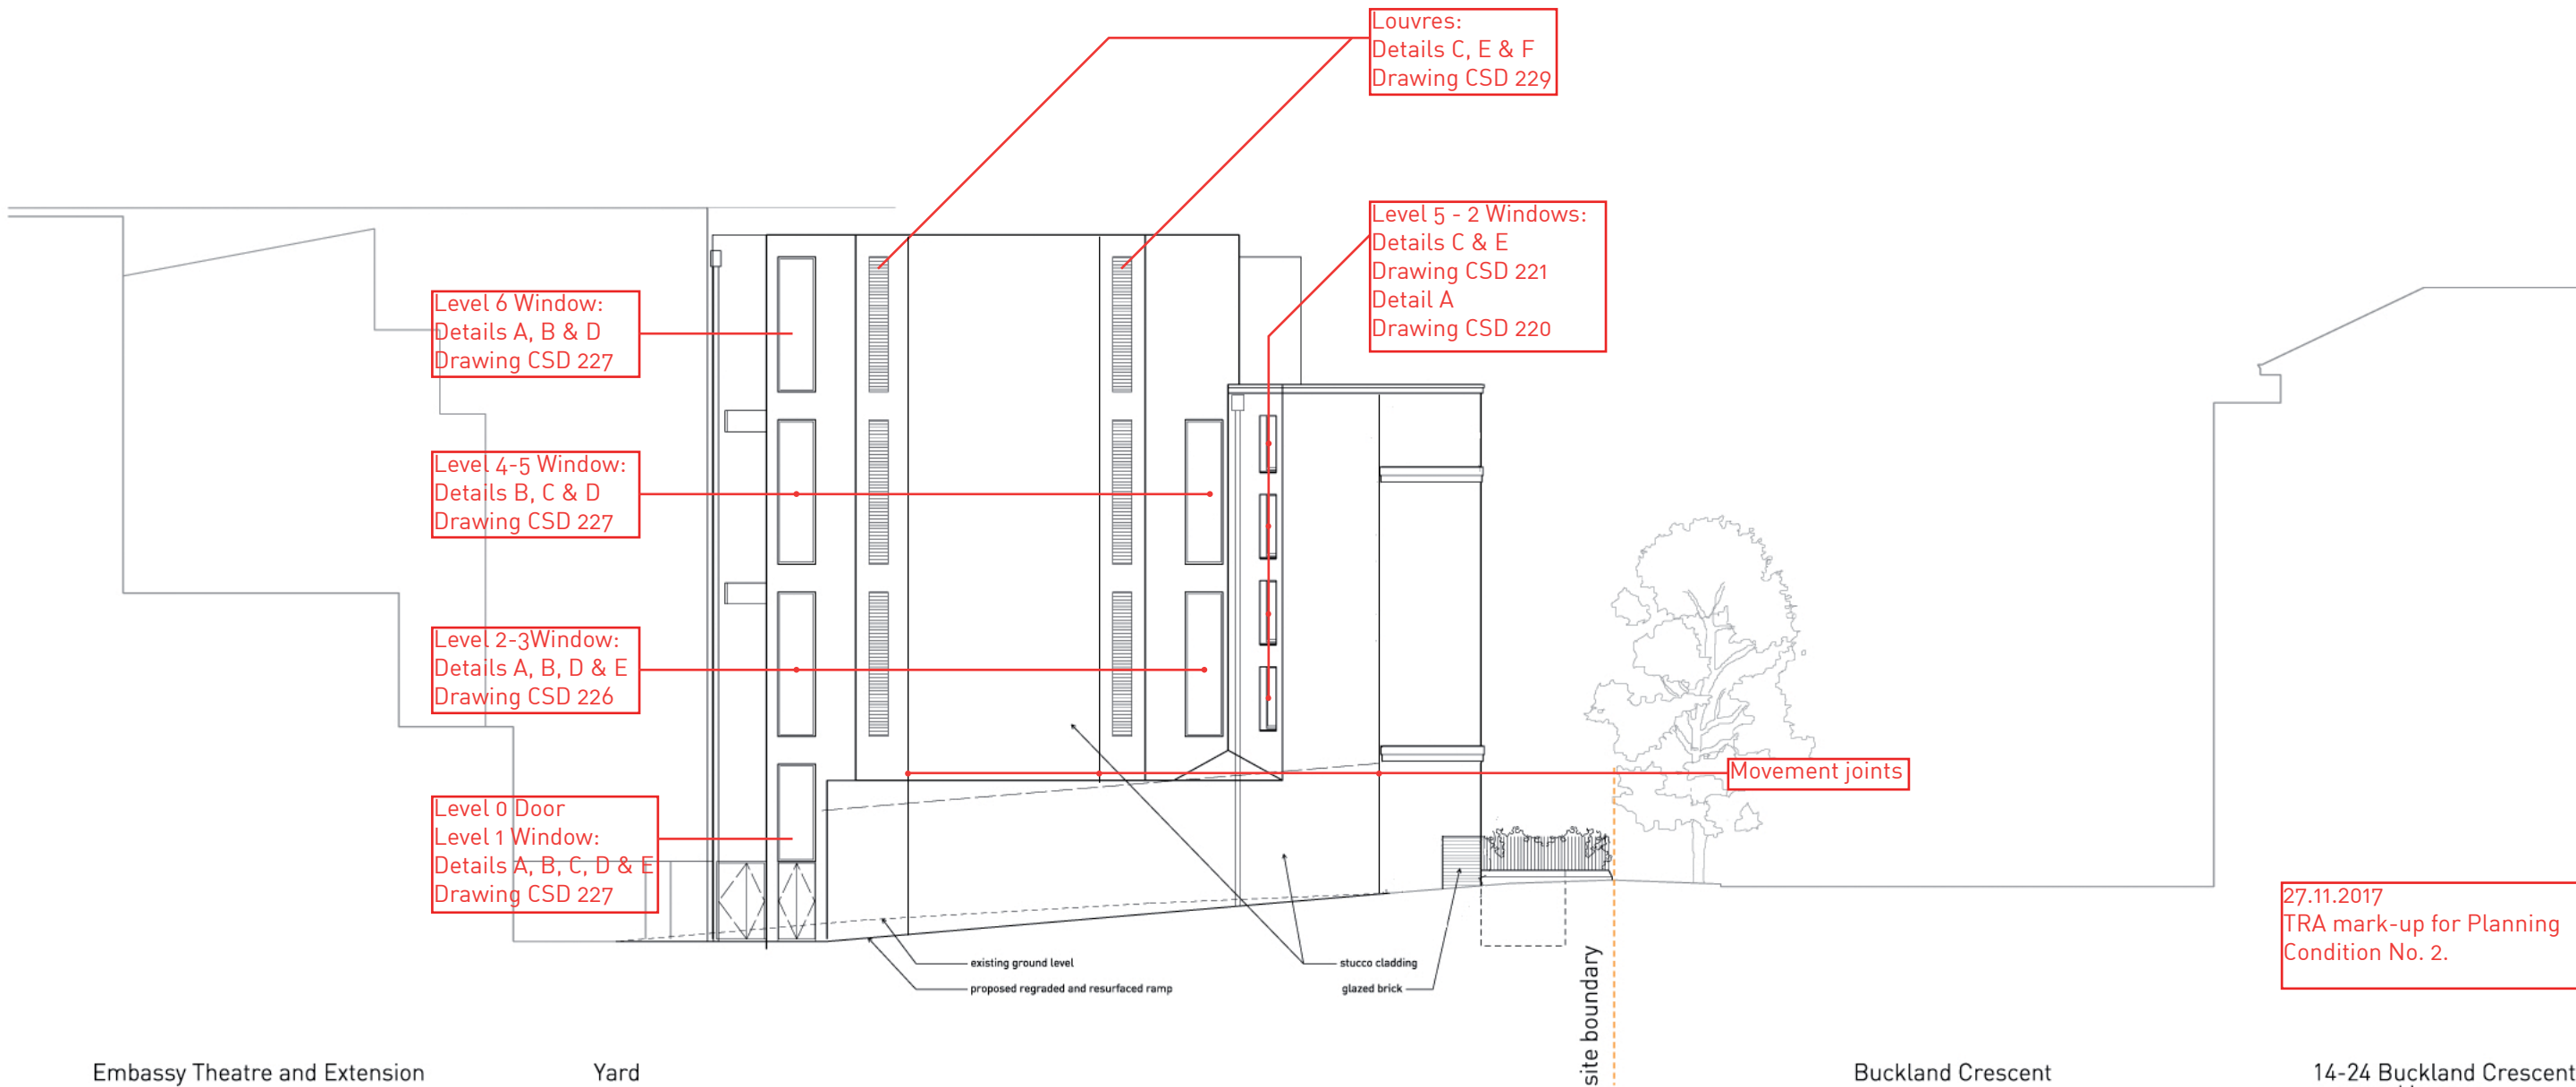 Louvres:
Details C, E & F
Drawing CSD 229
Level 5 - 2 Windows:
Details C & E
Drawing CSD 221
Detail A
Drawing CSD 220
Level 6 Window:
Details A, B & D
Drawing CSD 227
Level 4-5 Window:
Details B, C & D
Drawing CSD 227
Level 2-3Window:
Details A, B, D & E
Drawing CSD 226
Movement joints
Level 0 Door
Level 1 Window:
Details A, B, C, D & E
Drawing CSD 227
27.11.2017
TRA mark-up for Planning
Condition No. 2.
existing ground level
proposed regraded and resurfaced ramp
stucco cladding
glazed brick
site boundary
Embassy Theatre and Extension
Yard
Buckland Crescent
14-24 Buckland Crescent